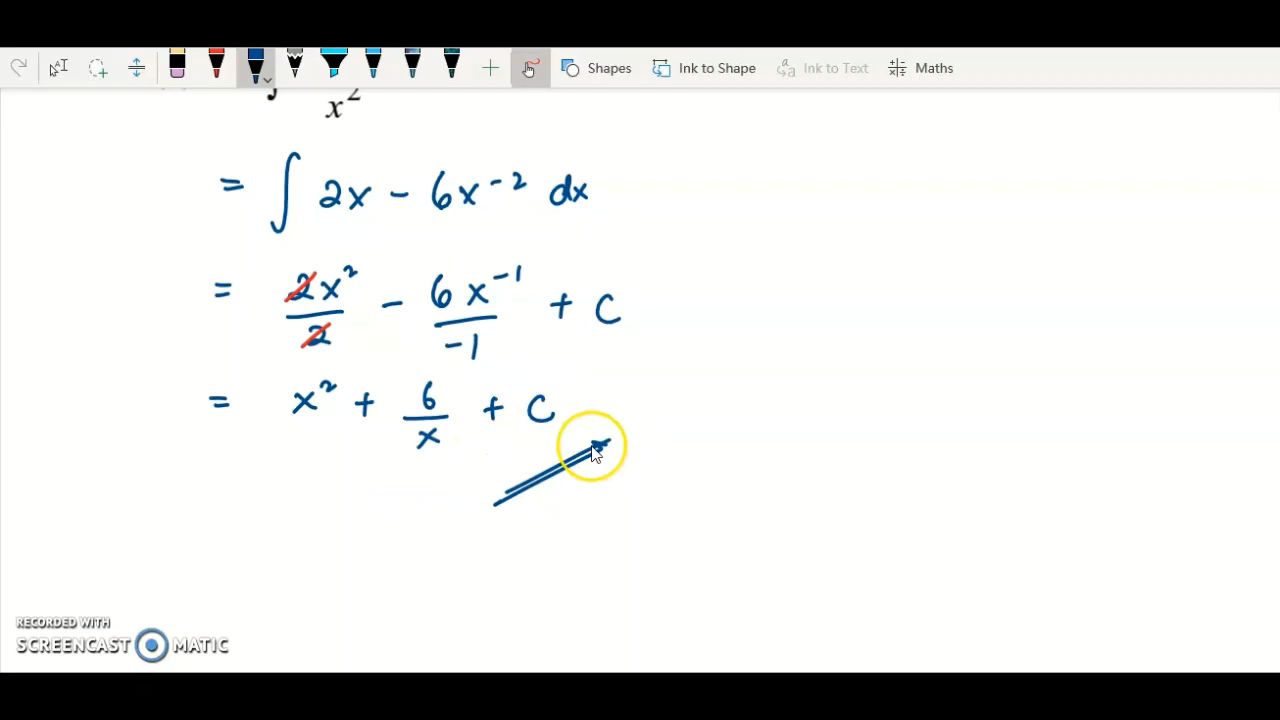 Shapes Ink to Shape Ink to Text Maths
x²
= ∫ 2x - 6x⁻² dx
= 2x²/2 - 6x⁻¹/-1 + C
= x² + 6/x + C
RECORDED WITH
SCREENCAST MATIC